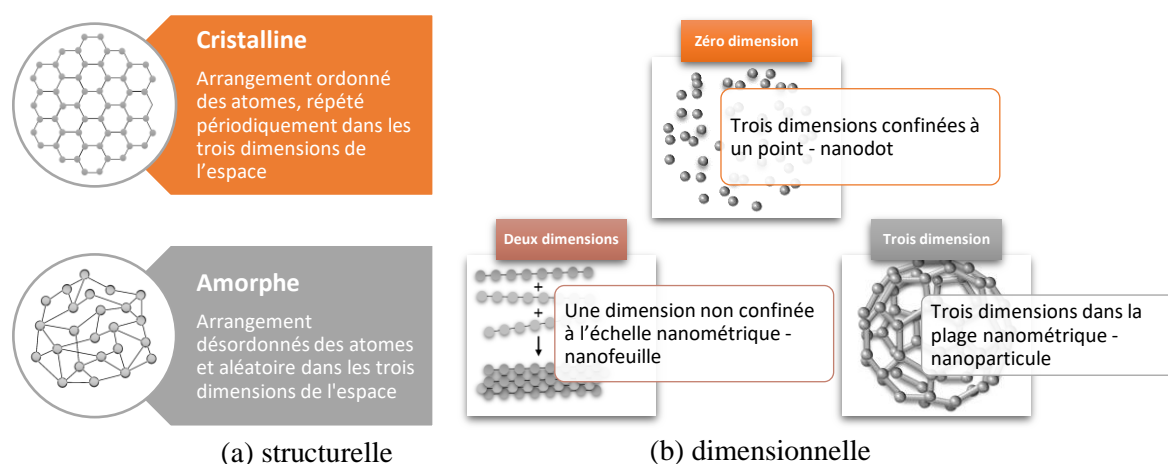 Cristalline
Arrangement ordonné
des atomes, répété
périodiquement dans les
trois dimensions de
l’espace
Amorphe
Arrangement
désordonnés des atomes
et aléatoire dans les trois
dimensions de l'espace
(a) structurelle
Zéro dimension
Trois dimensions confinées à
un point - nanodot
Deux dimensions
+
+
Une dimension non confinée
à l’échelle nanométrique -
nanofeuille
Trois dimension
Trois dimensions dans la
plage nanométrique -
nanoparticule
(b) dimensionnelle